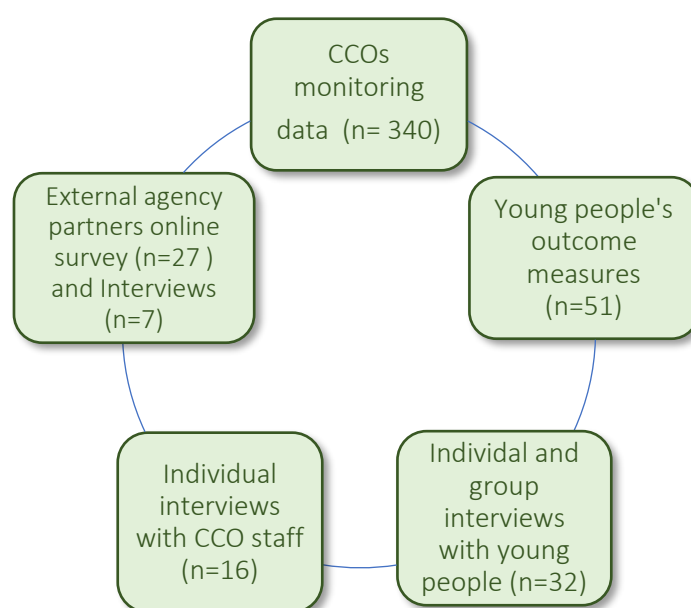 CCOs
monitoring
data (n= 340)
Young people's
outcome
measures
(n=51)
Individal and
group
interviews
with young
people (n=32)
Individual
interviews
with CCO staff
(n=16)
External agency
partners online
survey (n=27 )
and Interviews
(n=7)